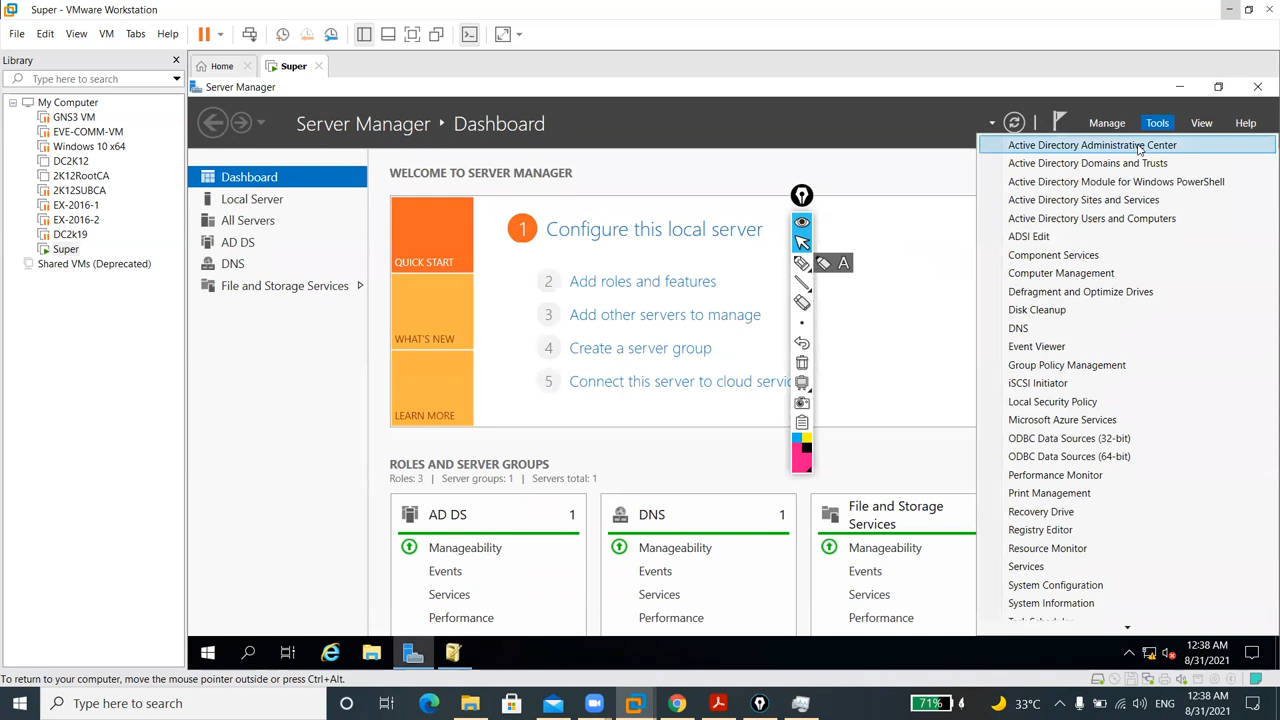 Super - VMware Workstation
File Edit View VM Tabs Help
Library
Type here to search
My Computer
GNS3 VM
EVE-COMM-VM
Windows 10 x64
DC2K12
2K12RootCA
2K12SUBCA
EX-2016-1
EX-2016-2
DC2k19
Super
Shared VMs (Deprecated)
Home
Super
Server Manager
Server Manager ‣ Dashboard
Manage Tools View Help
Dashboard
Local Server
All Servers
AD DS
DNS
File and Storage Services
WELCOME TO SERVER MANAGER
QUICK START
WHAT'S NEW
LEARN MORE
1 Configure this local server
2 Add roles and features
3 Add other servers to manage
4 Create a server group
5 Connect this server to cloud servic
A
ROLES AND SERVER GROUPS
Roles: 3 | Server groups: 1 | Servers total: 1
AD DS 1
Manageability
Events
Services
Performance
DNS 1
Manageability
Events
Services
Performance
File and Storage
Services
Manageability
Events
Services
Performance
Active Directory Administrative Center
Active Directory Domains and Trusts
Active Directory Module for Windows PowerShell
Active Directory Sites and Services
Active Directory Users and Computers
ADSI Edit
Component Services
Computer Management
Defragment and Optimize Drives
Disk Cleanup
DNS
Event Viewer
Group Policy Management
iSCSI Initiator
Local Security Policy
Microsoft Azure Services
ODBC Data Sources (32-bit)
ODBC Data Sources (64-bit)
Performance Monitor
Print Management
Recovery Drive
Registry Editor
Resource Monitor
Services
System Configuration
System Information
12:38 AM
8/31/2021
To return to your computer, move the mouse pointer outside or press Ctrl+Alt.
Type here to search
71%
33°C
ENG
12:38 AM
8/31/2021